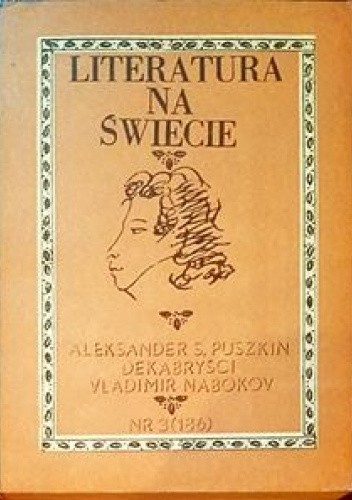 LITERATURA
NA
ŚWIECIE
ALEKSANDER S. PUSZKIN
DEKABRYŚCI
VLADIMIR NABOKOV
NR 3(186)